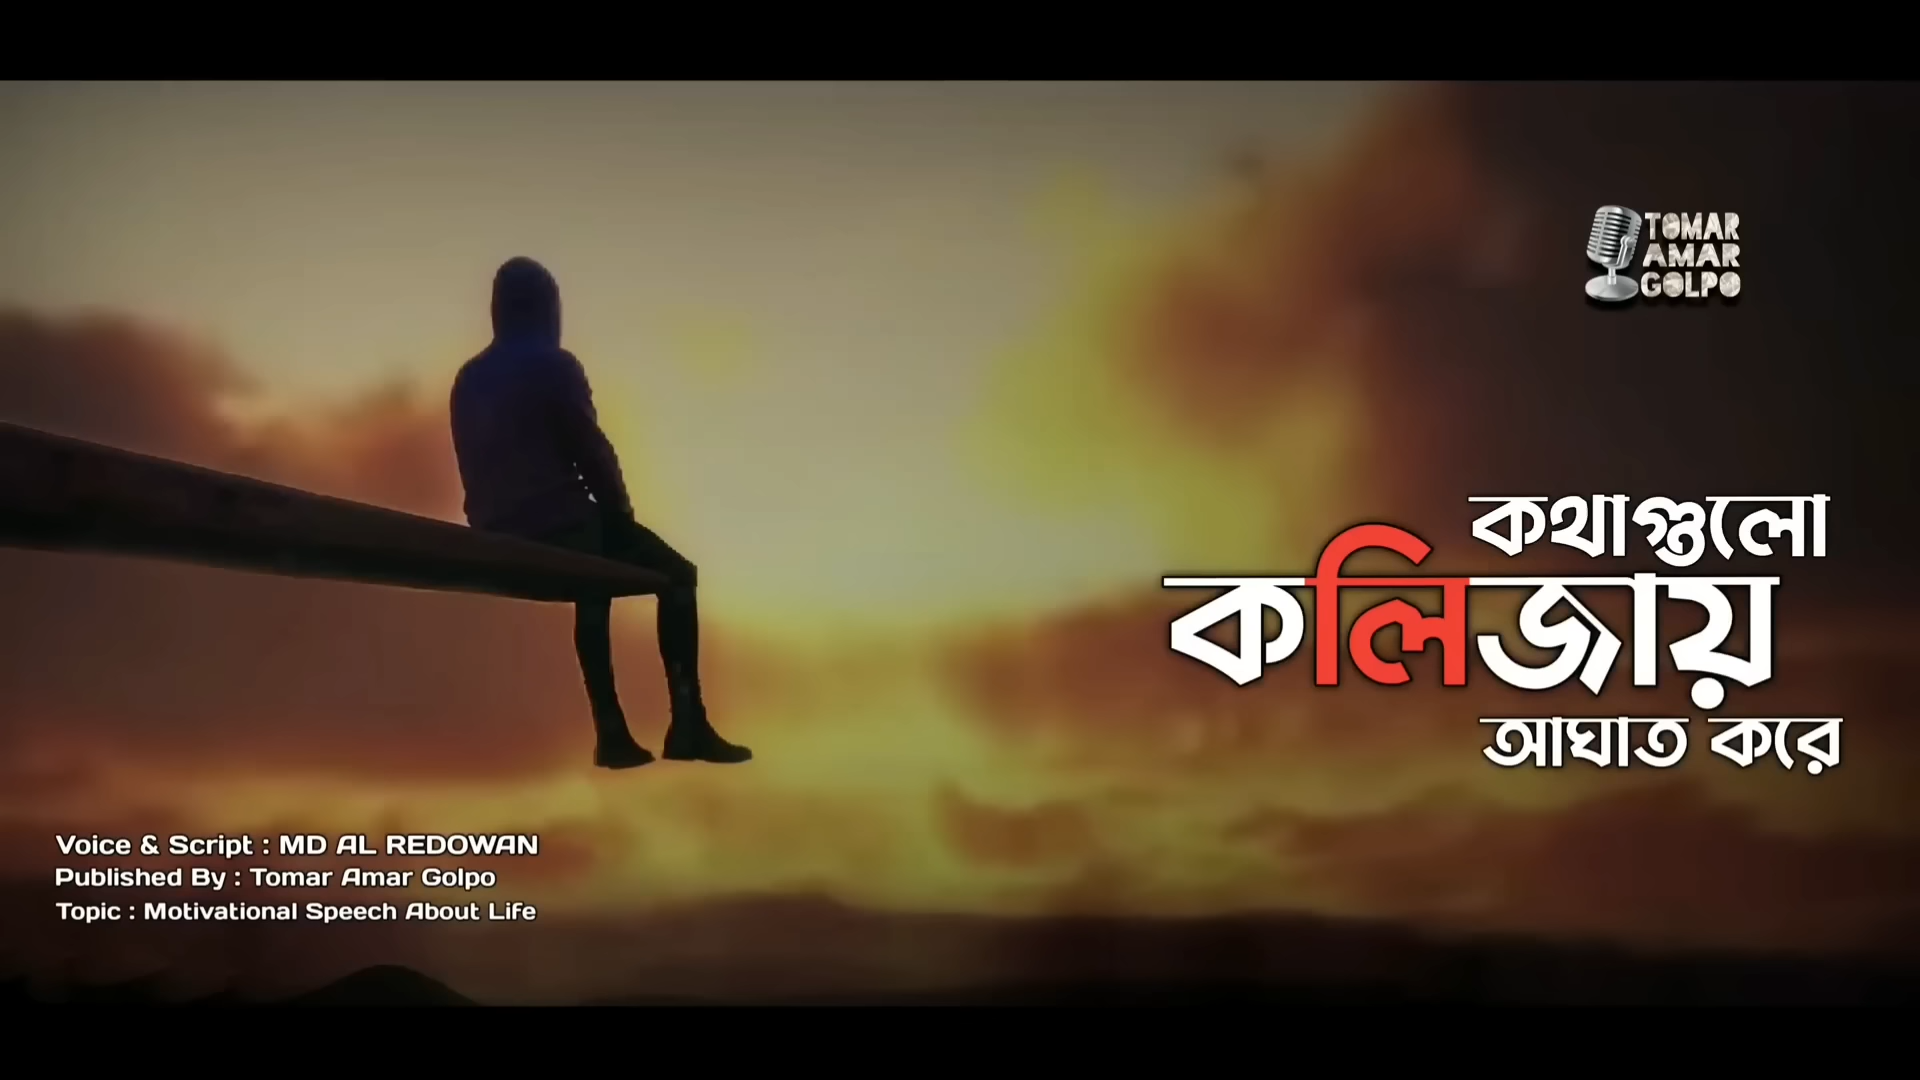 TOMAR
AMAR
GOLPO
কথাগুলো
কলিজায়
আঘাত করে
Voice & Script : MD AL REDOWAN
Published By : Tomar Amar Golpo
Topic : Motivational Speech About Life